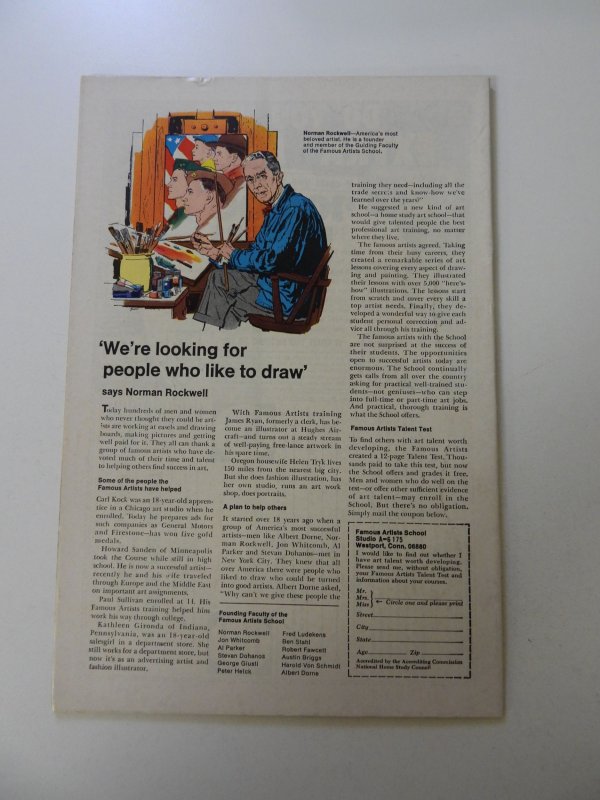 Norman Rockwell—America's most
beloved artist. He is a founder
and member of the Guiding Faculty
of the Famous Artists School.
'We're looking for
people who like to draw'
says Norman Rockwell
Today hundreds of men and women
who never thought they could be art-
ists are working at easels and drawing
boards, making pictures and getting
well paid for it. They all can thank a
group of famous artists who have de-
voted much of their time and talent
to helping others find success in art.
Some of the people the
Famous Artists have helped
Carl Kock was an 18-year-old appren-
tice in a Chicago art studio when he
enrolled. Today he prepares ads for
such companies as General Motors
and Firestone—has won five gold
medals.
Howard Sanden of Minneapolis
took the Course while still in high
school. He is now a successful artist—
recently he and his wife traveled
through Europe and the Middle East
on important art assignments.
Paul Sullivan enrolled at 14. His
Famous Artists training helped him
work his way through college.
Kathleen Gironda of Indiana,
Pennsylvania, was an 18-year-old
salesgirl in a department store. She
still works for a department store, but
now it's as an advertising artist and
fashion illustrator.
With Famous Artists training
James Ryan, formerly a clerk, has be-
come an illustrator at Hughes Air-
craft—and turns out a steady stream
of well-paying, free-lance artwork in
his spare time.
Oregon housewife Helen Tryk lives
150 miles from the nearest big city.
But she does fashion illustration, has
her own studio, runs an art work
shop, does portraits.
A plan to help others
It started over 18 years ago when a
group of America's most successful
artists—men like Albert Dorne, Nor-
man Rockwell, Jon Whitcomb, Al
Parker and Stevan Dohanos—met in
New York City. They knew that all
over America there were people who
liked to draw who could be turned
into good artists. Albert Dorne asked,
"Why can't we give these people the
Founding Faculty of the
Famous Artists School
Norman Rockwell
Jon Whitcomb
Al Parker
Stevan Dohanos
George Giusti
Peter Helck
Fred Ludekens
Ben Stahl
Robert Fawcett
Austin Briggs
Harold Von Schmidt
Albert Dorne
training they need—including all the
trade secrets and know-how we've
learned over the years?"
He suggested a new kind of art
school—a home study art school—that
would give talented people the best
professional art training, no matter
where they live.
The famous artists agreed. Taking
time from their busy careers, they
created a remarkable series of art
lessons covering every aspect of draw-
ing and painting. They illustrated
their lessons with over 5,000 "here's-
how" illustrations. The lessons start
from scratch and cover every skill a
top artist needs. Finally, they de-
veloped a wonderful way to give each
student personal correction and ad-
vice all through his training.
The famous artists with the School
are not surprised at the success of
their students. The opportunities
open to successful artists today are
enormous. The School continually
gets calls from all over the country
asking for practical well-trained stu-
dents—not geniuses—who can step
into full-time or part-time art jobs.
And practical, thorough training is
what the School offers.
Famous Artists Talent Test
To find others with art talent worth
developing, the Famous Artists
created a 12-page Talent Test. Thou-
sands paid to take this test, but now
the School offers and grades it free.
Men and women who do well on the
test—or offer other sufficient evidence
of art talent—may enroll in the
School. But there's no obligation.
Simply mail the coupon below.
Famous Artists School
Studio A-6175
Westport, Conn. 06880
I would like to find out whether I
have art talent worth developing.
Please send me, without obligation,
your Famous Artists Talent Test and
information about your courses.
Mr.
Mrs.
Miss
← Circle one and please print
Street
City
State
Age Zip
Accredited by the Accrediting Commission
National Home Study Council